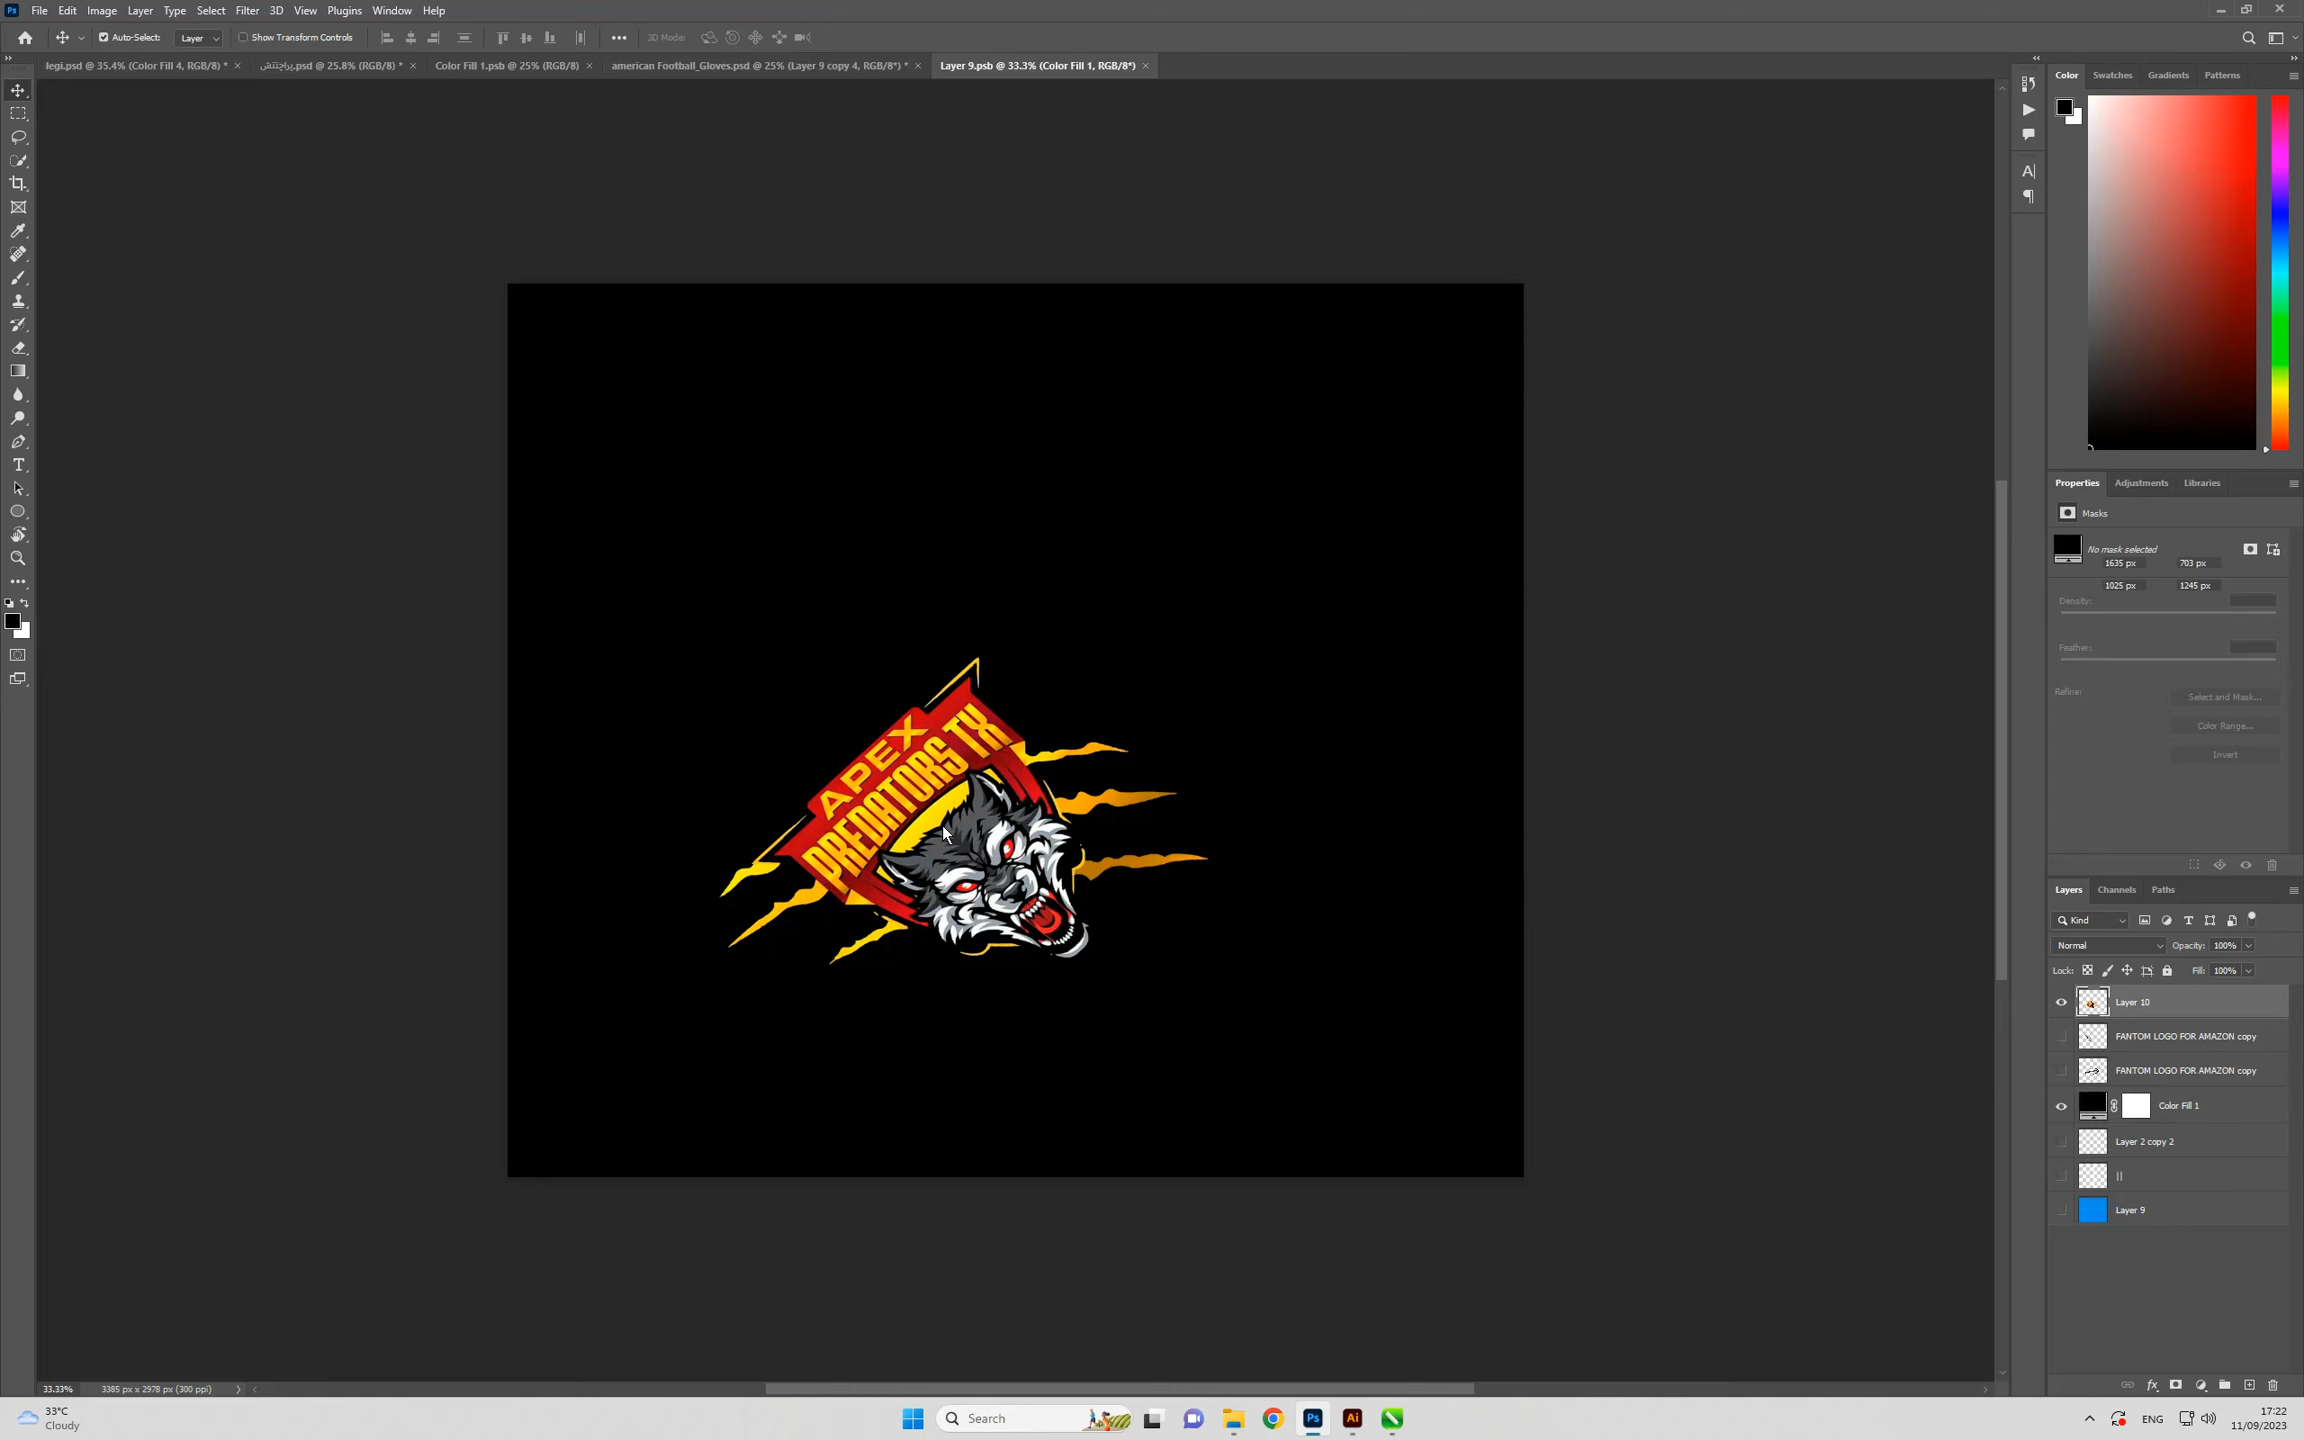 Ps File Edit Image Layer Type Select Filter 3D View Plugins Window Help
Auto-Select: Layer Show Transform Controls 3D Mode:
legi.psd @ 35.4% (Color Fill 4, RGB/8) * × @ 25.8% (RGB/8) * × Color Fill 1.psb @ 25% (RGB/8) × american Football_Gloves.psd @ 25% (Layer 9 copy 4, RGB/8*) * × Layer 9.psb @ 33.3% (Color Fill 1, RGB/8*) ×
Color Swatches Gradients Patterns
APEX
PREDATORS TX
Properties Adjustments Libraries
Masks
No mask selected
1635 px 703 px
1025 px 1245 px
Density:
Feather:
Refine: Select and Mask...
Color Range...
Invert
Layers Channels Paths
Kind
Normal Opacity: 100%
Lock: Fill: 100%
Layer 10
FANTOM LOGO FOR AMAZON copy
FANTOM LOGO FOR AMAZON copy
Color Fill 1
Layer 2 copy 2
Layer 9
33.33% 3385 px x 2978 px (300 ppi)
33°C
Cloudy
Search
Ps Ai
ENG
17:22
11/09/2023